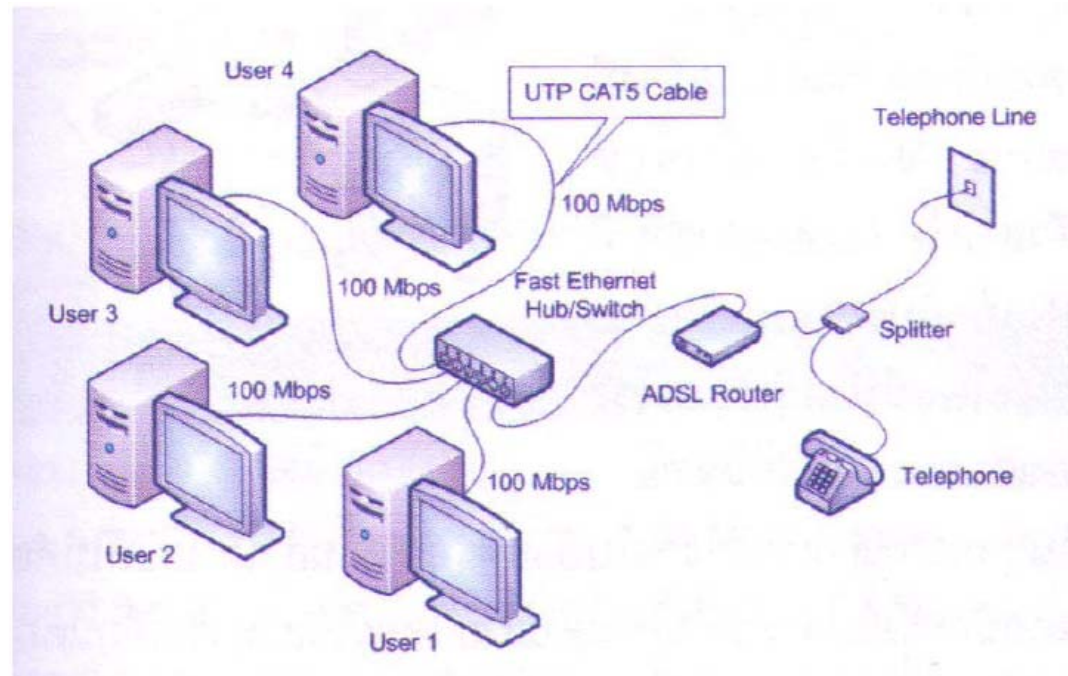 User 4
UTP CAT5 Cable
Telephone Line
100 Mbps
User 3
100 Mbps
Fast Ethernet
Hub/Switch
Splitter
100 Mbps
ADSL Router
100 Mbps
Telephone
User 2
User 1